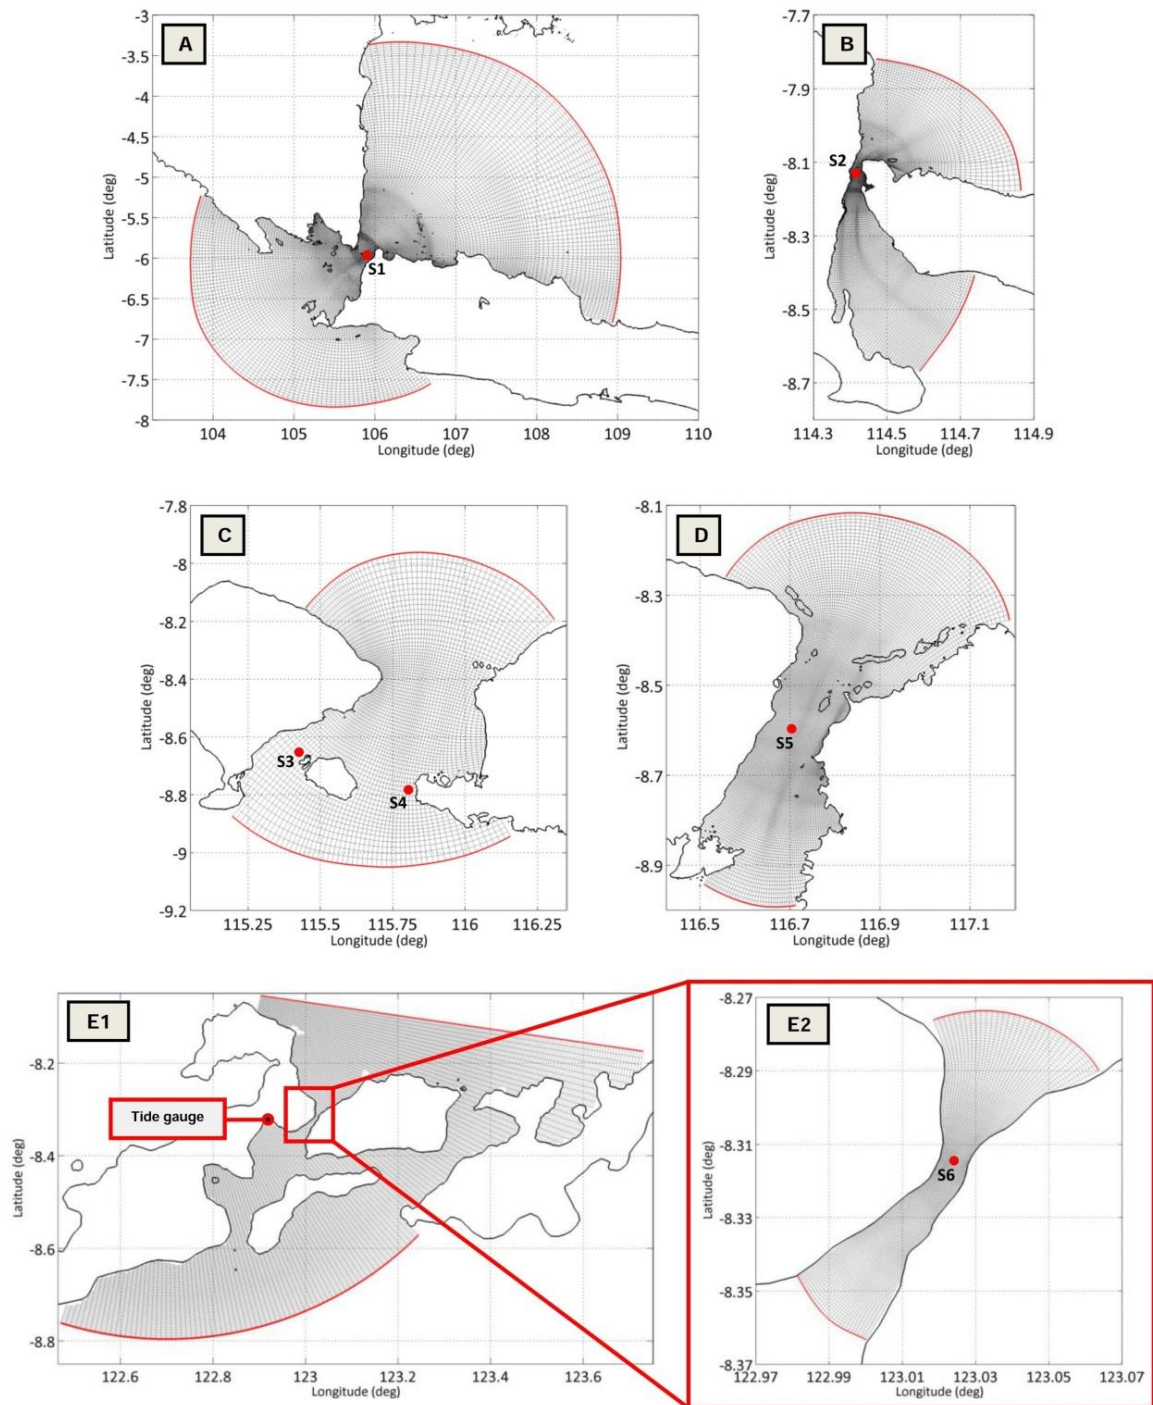 A
-3
-3.5
-4
-4.5
-5
-5.5
-6
-6.5
-7
-7.5
-8
Latitude (deg)
S1
104 105 106 107 108 109 110
Longitude (deg)
B
-7.7
-7.9
-8.1
-8.3
-8.5
-8.7
Latitude (deg)
S2
114.3 114.5 114.7 114.9
Longitude (deg)
C
-7.8
-8
-8.2
-8.4
-8.6
-8.8
-9
-9.2
Latitude (deg)
S3
S4
115.25 115.5 115.75 116 116.25
Longitude (deg)
D
-8.1
-8.3
-8.5
-8.7
-8.9
Latitude (deg)
S5
116.5 116.7 116.9 117.1
Longitude (deg)
E1
-8.2
-8.4
-8.6
-8.8
Latitude (deg)
Tide gauge
122.6 122.8 123 123.2 123.4 123.6
Longitude (deg)
E2
-8.27
-8.29
-8.31
-8.33
-8.35
-8.37
Latitude (deg)
S6
122.97 122.99 123.01 123.03 123.05 123.07
Longitude (deg)